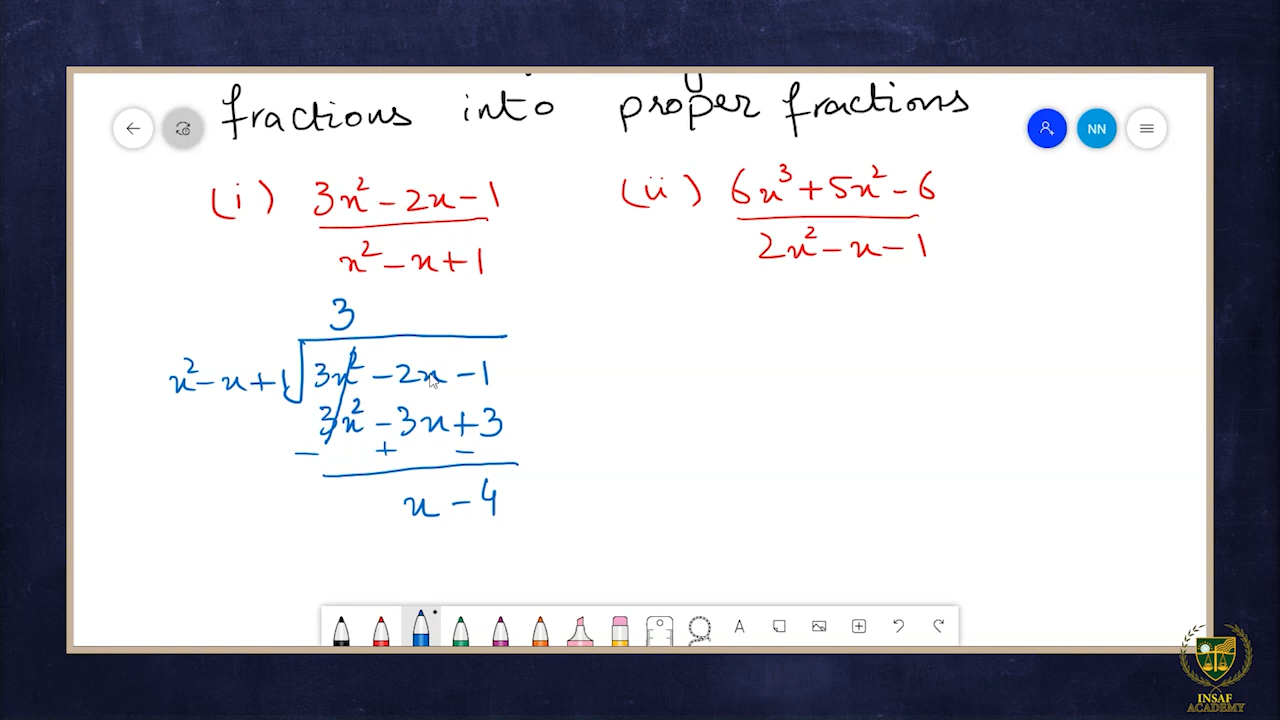 fractions into proper fractions
NN
(i) 3x² - 2x - 1
x² - x + 1
(ii) 6x³ + 5x² - 6
2x² - x - 1
3
x² - x + 1 3x² - 2x - 1
3x² - 3x + 3
- + -
x - 4
A
INSAF
ACADEMY